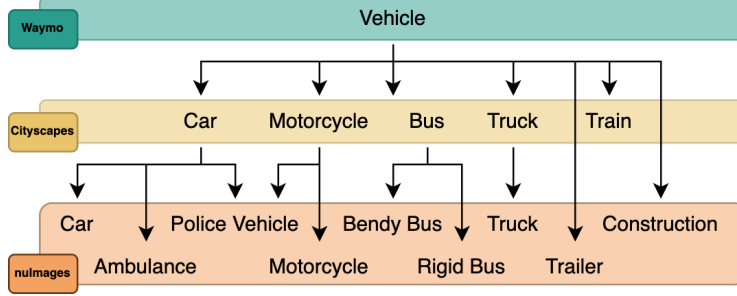 Waymo
Vehicle
Cityscapes
Car Motorcycle Bus Truck Train
Car Police Vehicle Bendy Bus Truck Construction
nuImages
Ambulance Motorcycle Rigid Bus Trailer